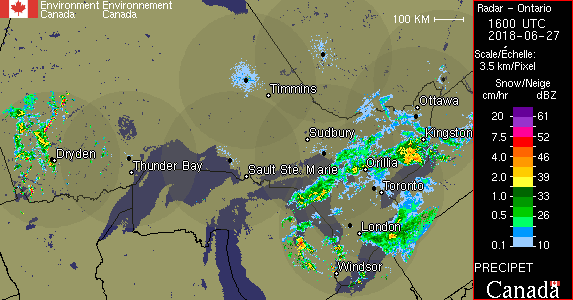 Environment Environnement
Canada Canada
100 KM
Timmins
Ottawa
Sudbury
Kingston
Dryden
Thunder Bay
Sault Ste. Marie
Orillia
Toronto
London
Windsor
Radar - Ontario
1600 UTC
2018-06-27
Scale/Échelle:
3.5 km/Pixel
Snow/Neige
cm/hr dBZ
20 61
7.5 52
4.0 46
2.0 39
1.0 33
0.5 26
0.1 10
PRECIPET
Canada